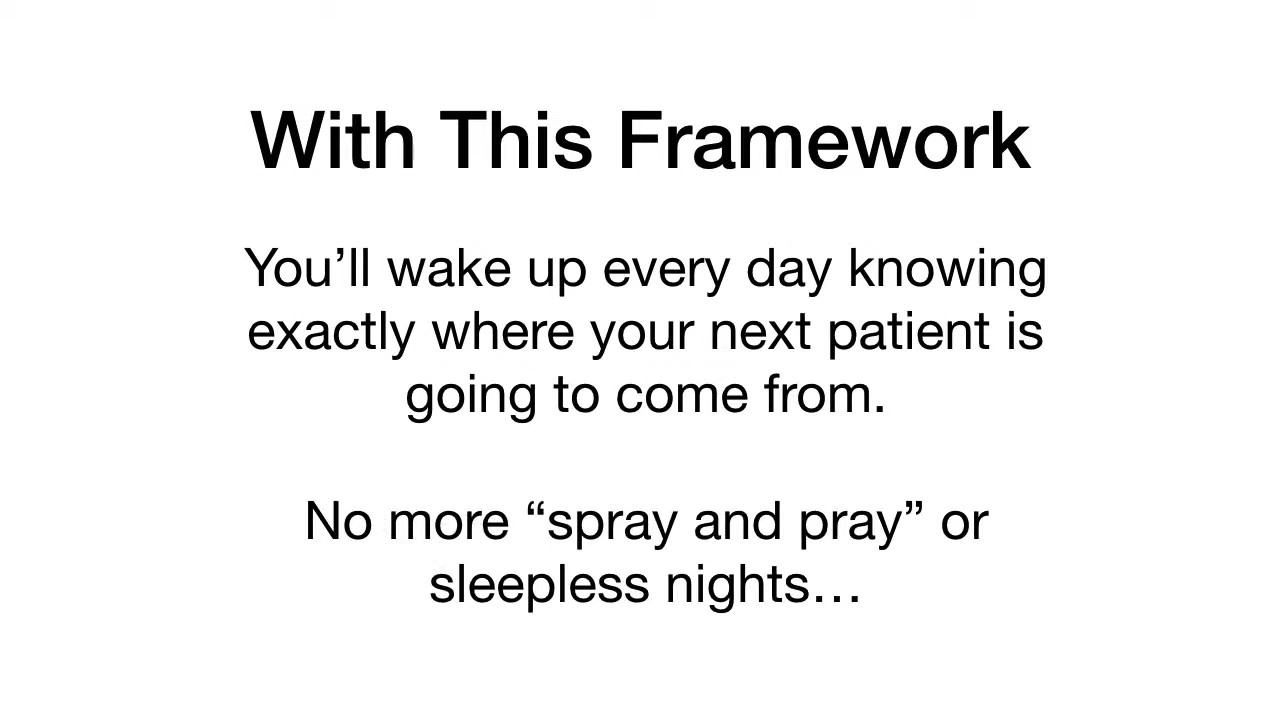 With This Framework
You’ll wake up every day knowing
exactly where your next patient is
going to come from.
No more “spray and pray” or
sleepless nights…